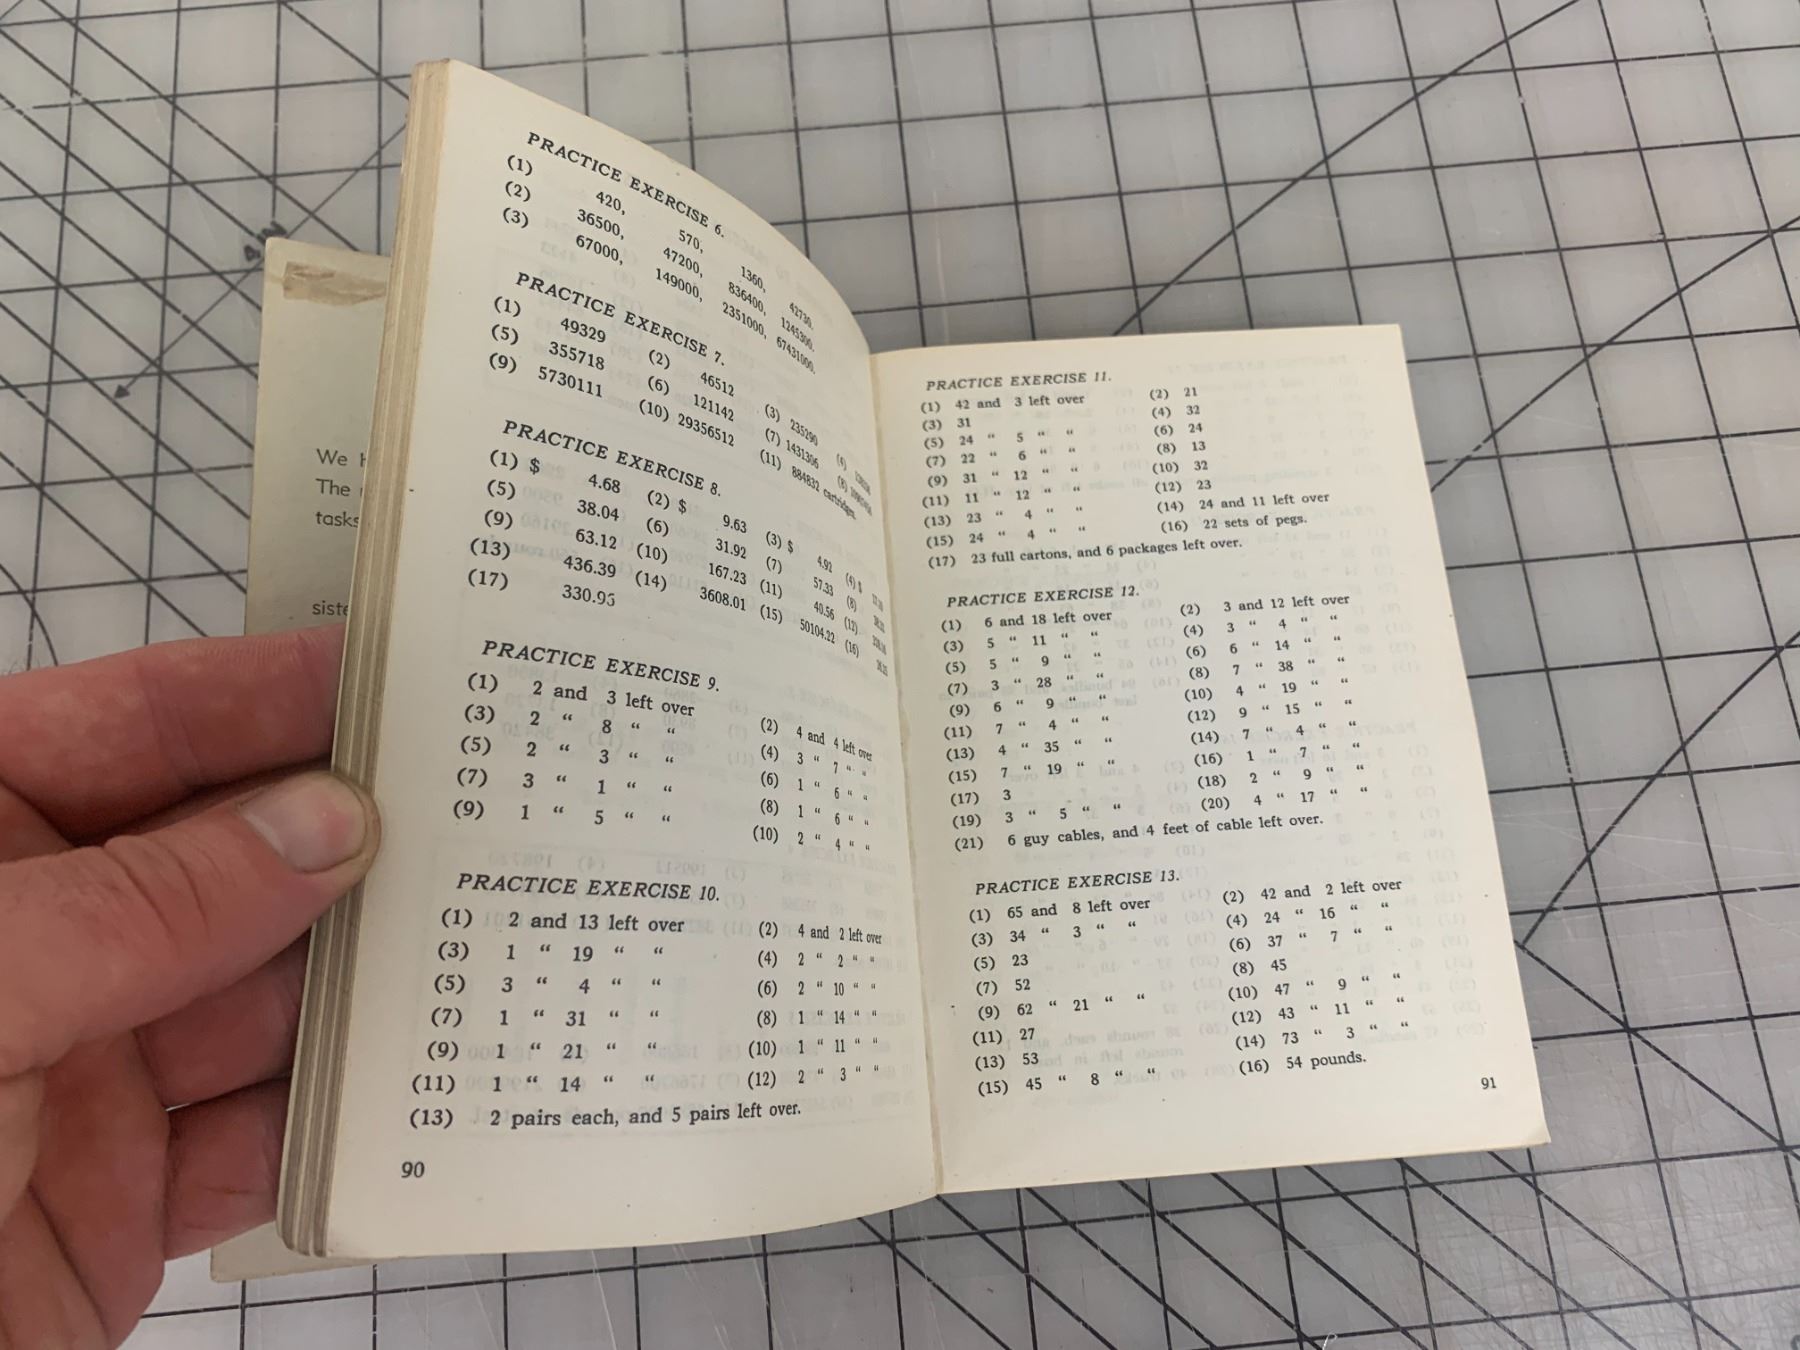 4IN
We
The
tasks
siste
PRACTICE EXERCISE 6.
(1) 420, 570, 1360, 42730.
(2) 36500, 47200, 836400, 1245300.
(3) 67000, 149000, 2351000, 67431000.
PRACTICE EXERCISE 7.
(1) 49329 (2) 46512 (3) 235290 (4)
(5) 355718 (6) 121142 (7) 1431306 (8)
(9) 5730111 (10) 29356512 (11) 884832 cartridges.
PRACTICE EXERCISE 8.
(1) $ 4.68 (2) $ 9.63 (3) $ 4.92 (4) $
(5) 38.04 (6) 31.92 (7) 57.33 (8)
(9) 63.12 (10) 167.23 (11) 40.56 (12)
(13) 436.39 (14) 3608.01 (15) 50104.22 (16)
(17) 330.95
PRACTICE EXERCISE 9.
(1) 2 and 3 left over (2) 4 and 4 left over
(3) 2 “ 8 “ “ (4) 3 “ 7 “ “
(5) 2 “ 3 “ “ (6) 1 “ 6 “ “
(7) 3 “ 1 “ “ (8) 1 “ 6 “ “
(9) 1 “ 5 “ “ (10) 2 “ 4 “ “
PRACTICE EXERCISE 10.
(1) 2 and 13 left over (2) 4 and 2 left over
(3) 1 “ 19 “ “ (4) 2 “ 2 “ “
(5) 3 “ 4 “ “ (6) 2 “ 10 “ “
(7) 1 “ 31 “ “ (8) 1 “ 14 “ “
(9) 1 “ 21 “ “ (10) 1 “ 11 “ “
(11) 1 “ 14 “ “ (12) 2 “ 3 “ “
(13) 2 pairs each, and 5 pairs left over.
90
PRACTICE EXERCISE 11.
(1) 42 and 3 left over (2) 21
(3) 31 (4) 32
(5) 24 “ 5 “ “ (6) 24
(7) 22 “ 6 “ “ (8) 13
(9) 31 “ 12 “ “ (10) 32
(11) 11 “ 12 “ “ (12) 23
(13) 23 “ 4 “ “ (14) 24 and 11 left over
(15) 24 “ 4 “ “ (16) 22 sets of pegs.
(17) 23 full cartons, and 6 packages left over.
PRACTICE EXERCISE 12.
(1) 6 and 18 left over (2) 3 and 12 left over
(3) 5 “ 11 “ “ (4) 3 “ 4 “ “
(5) 5 “ 9 “ “ (6) 6 “ 14 “ “
(7) 3 “ 28 “ “ (8) 7 “ 38 “ “
(9) 6 “ 9 “ “ (10) 4 “ 19 “ “
(11) 7 “ 4 “ “ (12) 9 “ 15 “ “
(13) 4 “ 35 “ “ (14) 7 “ 4 “ “
(15) 7 “ 19 “ “ (16) 1 “ 7 “ “
(17) 3 (18) 2 “ 9 “ “
(19) 3 “ 5 “ “ (20) 4 “ 17 “ “
(21) 6 guy cables, and 4 feet of cable left over.
PRACTICE EXERCISE 13.
(1) 65 and 8 left over (2) 42 and 2 left over
(3) 34 “ 3 “ “ (4) 24 “ 16 “ “
(5) 23 (6) 37 “ 7 “ “
(7) 52 (8) 45
(9) 62 “ 21 “ “ (10) 47 “ 9 “ “
(11) 27 (12) 43 “ 11 “ “
(13) 53 (14) 73 “ 3 “ “
(15) 45 “ 8 “ “ (16) 54 pounds.
91